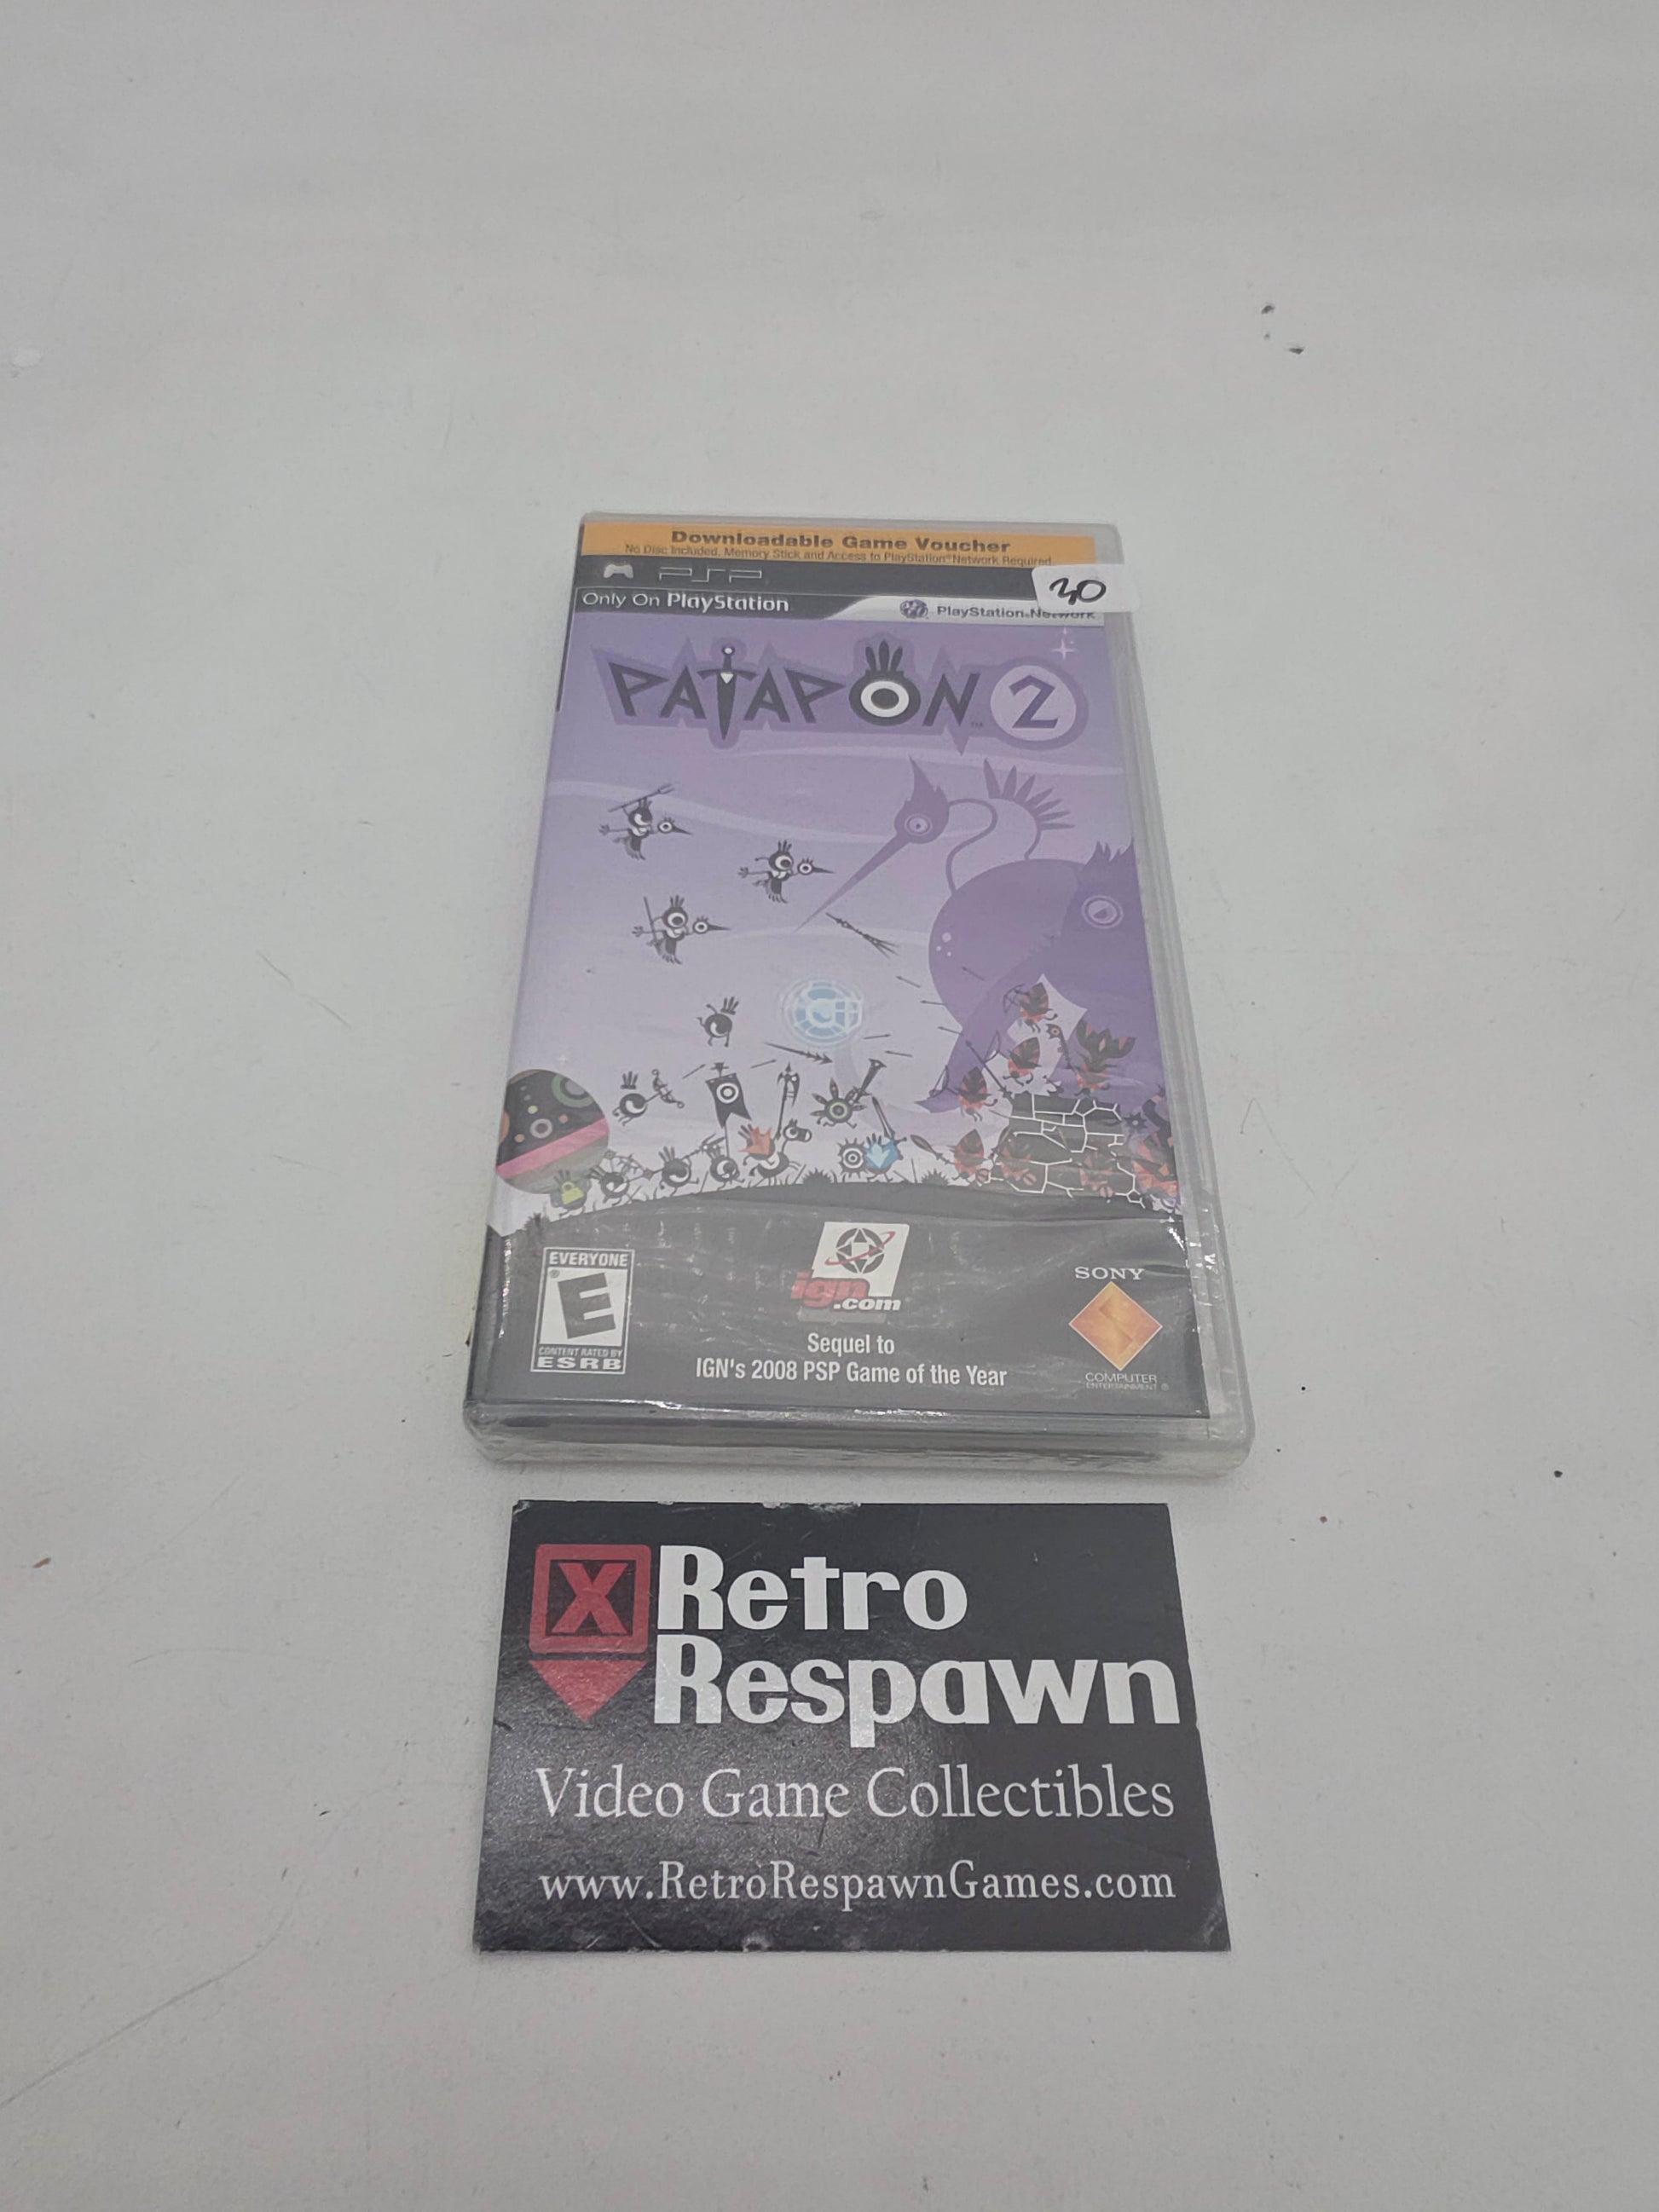 Downloadable Game Voucher
No Disc Included. Memory Stick and Access to PlayStation®Network Required.
PSP
30
Only On PlayStation
PlayStation®Network
PATAPON™ 2
EVERYONE
E
®
CONTENT RATED BY
ESRB
ign
.com
Sequel to
IGN's 2008 PSP Game of the Year
SONY
COMPUTER
ENTERTAINMENT ®
X
Retro
Respawn
Video Game Collectibles
www.RetroRespawnGames.com